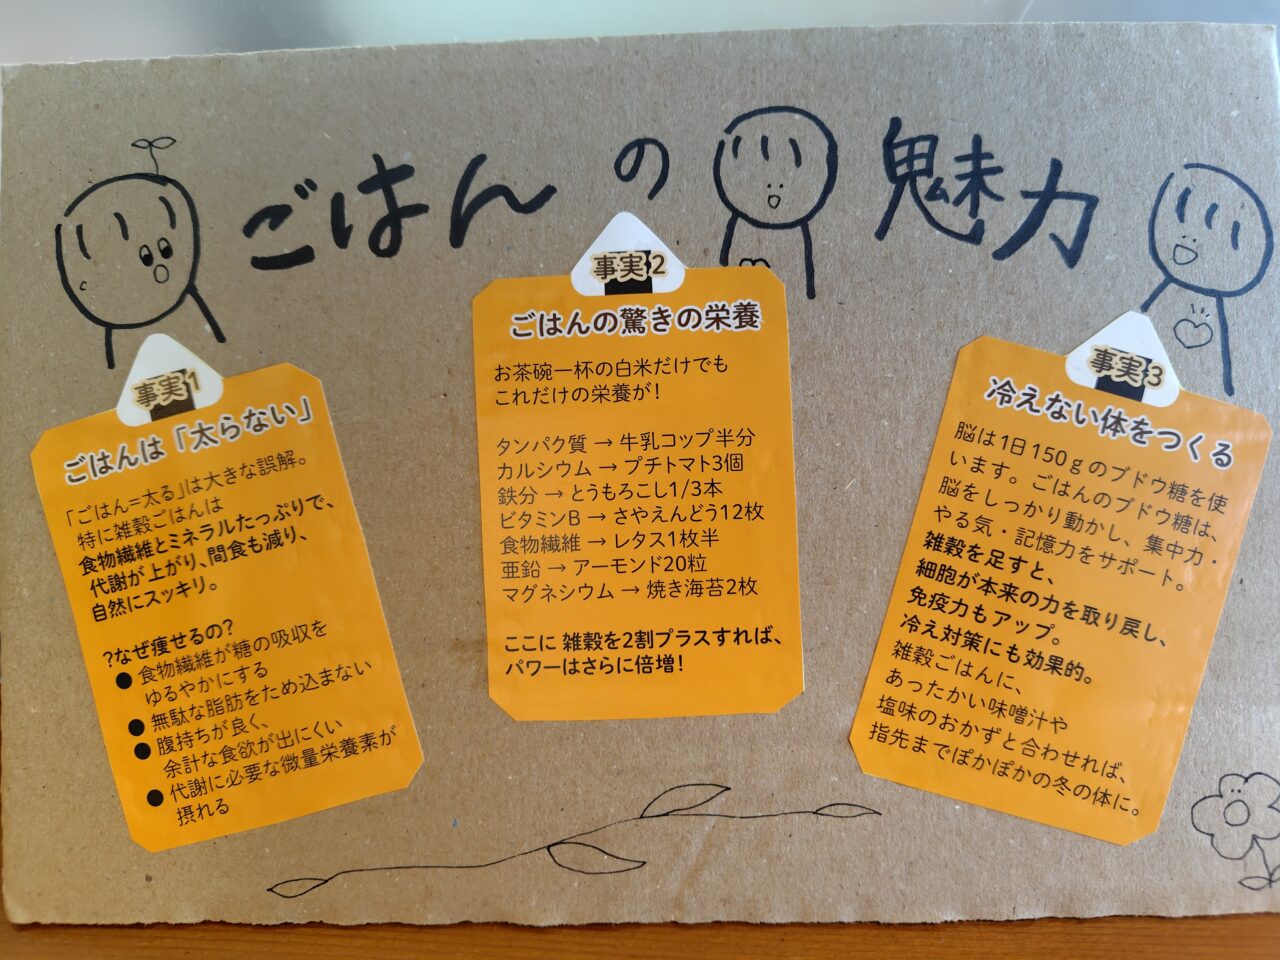 ごはんの魅力
事実1
ごはんは「太らない」
「ごはん=太る」は大きな誤解。
特に雑穀ごはんは
食物繊維とミネラルたっぷりで、
代謝が上がり、間食も減り、
自然にスッキリ。
?なぜ痩せるの?
● 食物繊維が糖の吸収を
ゆるやかにする
● 無駄な脂肪をため込まない
● 腹持ちが良く、
余計な食欲が出にくい
● 代謝に必要な微量栄養素が
摂れる
事実2
ごはんの驚きの栄養
お茶碗一杯の白米だけでも
これだけの栄養が!
タンパク質 → 牛乳コップ半分
カルシウム → プチトマト3個
鉄分 → とうもろこし1/3本
ビタミンB → さやえんどう12枚
食物繊維 → レタス1枚半
亜鉛 → アーモンド20粒
マグネシウム → 焼き海苔2枚
ここに 雑穀を2割プラスすれば、
パワーはさらに倍増!
事実3
冷えない体をつくる
脳は1日150gのブドウ糖を使
います。ごはんのブドウ糖は、
脳をしっかり動かし、集中力・
やる気・記憶力をサポート。
雑穀を足すと、
細胞が本来の力を取り戻し、
免疫力もアップ。
冷え対策にも効果的。
雑穀ごはんに、
あったかい味噌汁や
塩味のおかずと合わせれば、
指先までぽかぽかの冬の体に。